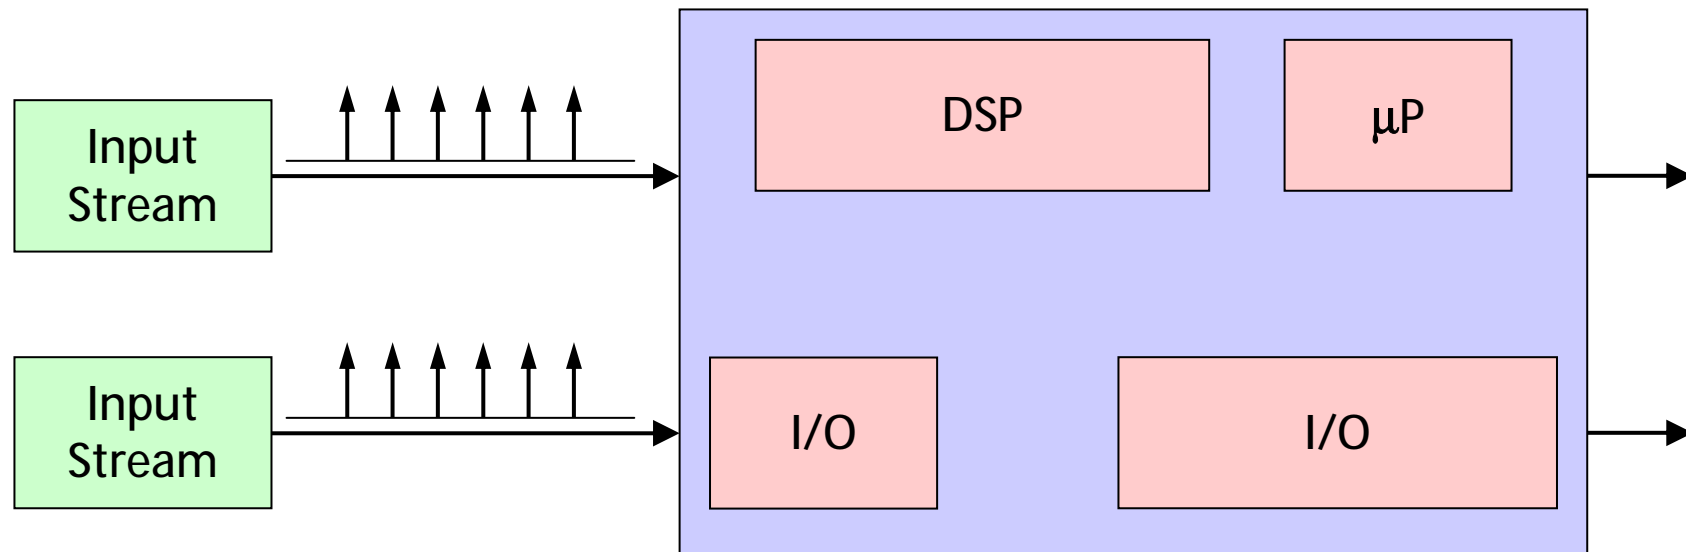 Input
Stream
DSP
μP
Input
Stream
I/O
I/O